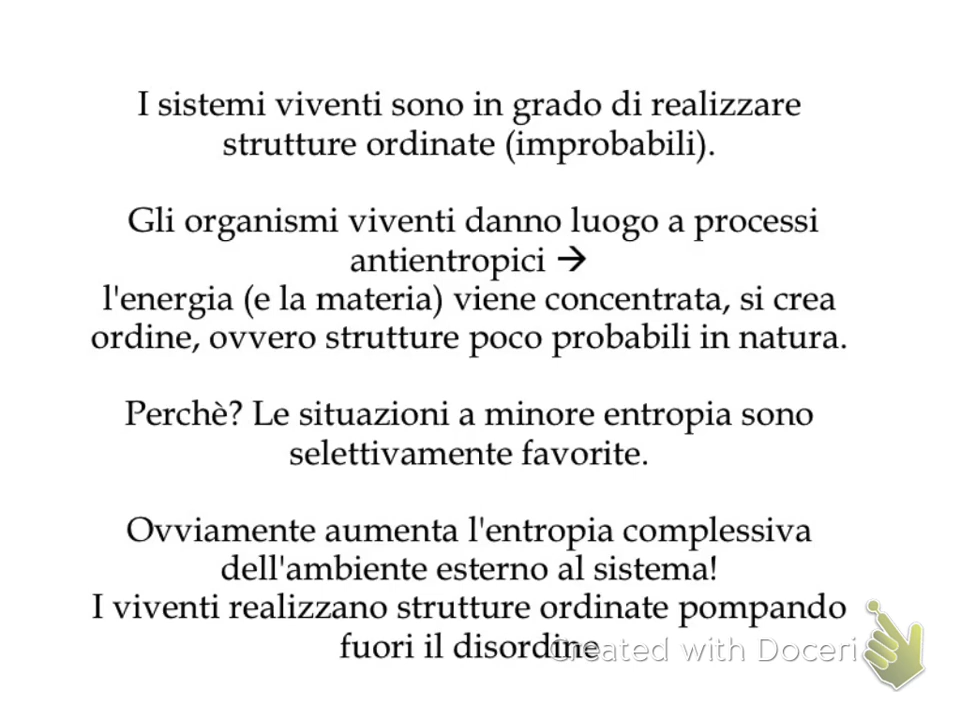 I sistemi viventi sono in grado di realizzare
strutture ordinate (improbabili).
Gli organismi viventi danno luogo a processi
antientropici →
l'energia (e la materia) viene concentrata, si crea
ordine, ovvero strutture poco probabili in natura.
Perchè? Le situazioni a minore entropia sono
selettivamente favorite.
Ovviamente aumenta l'entropia complessiva
dell'ambiente esterno al sistema!
I viventi realizzano strutture ordinate pompando
fuori il disordine
Created with Doceri